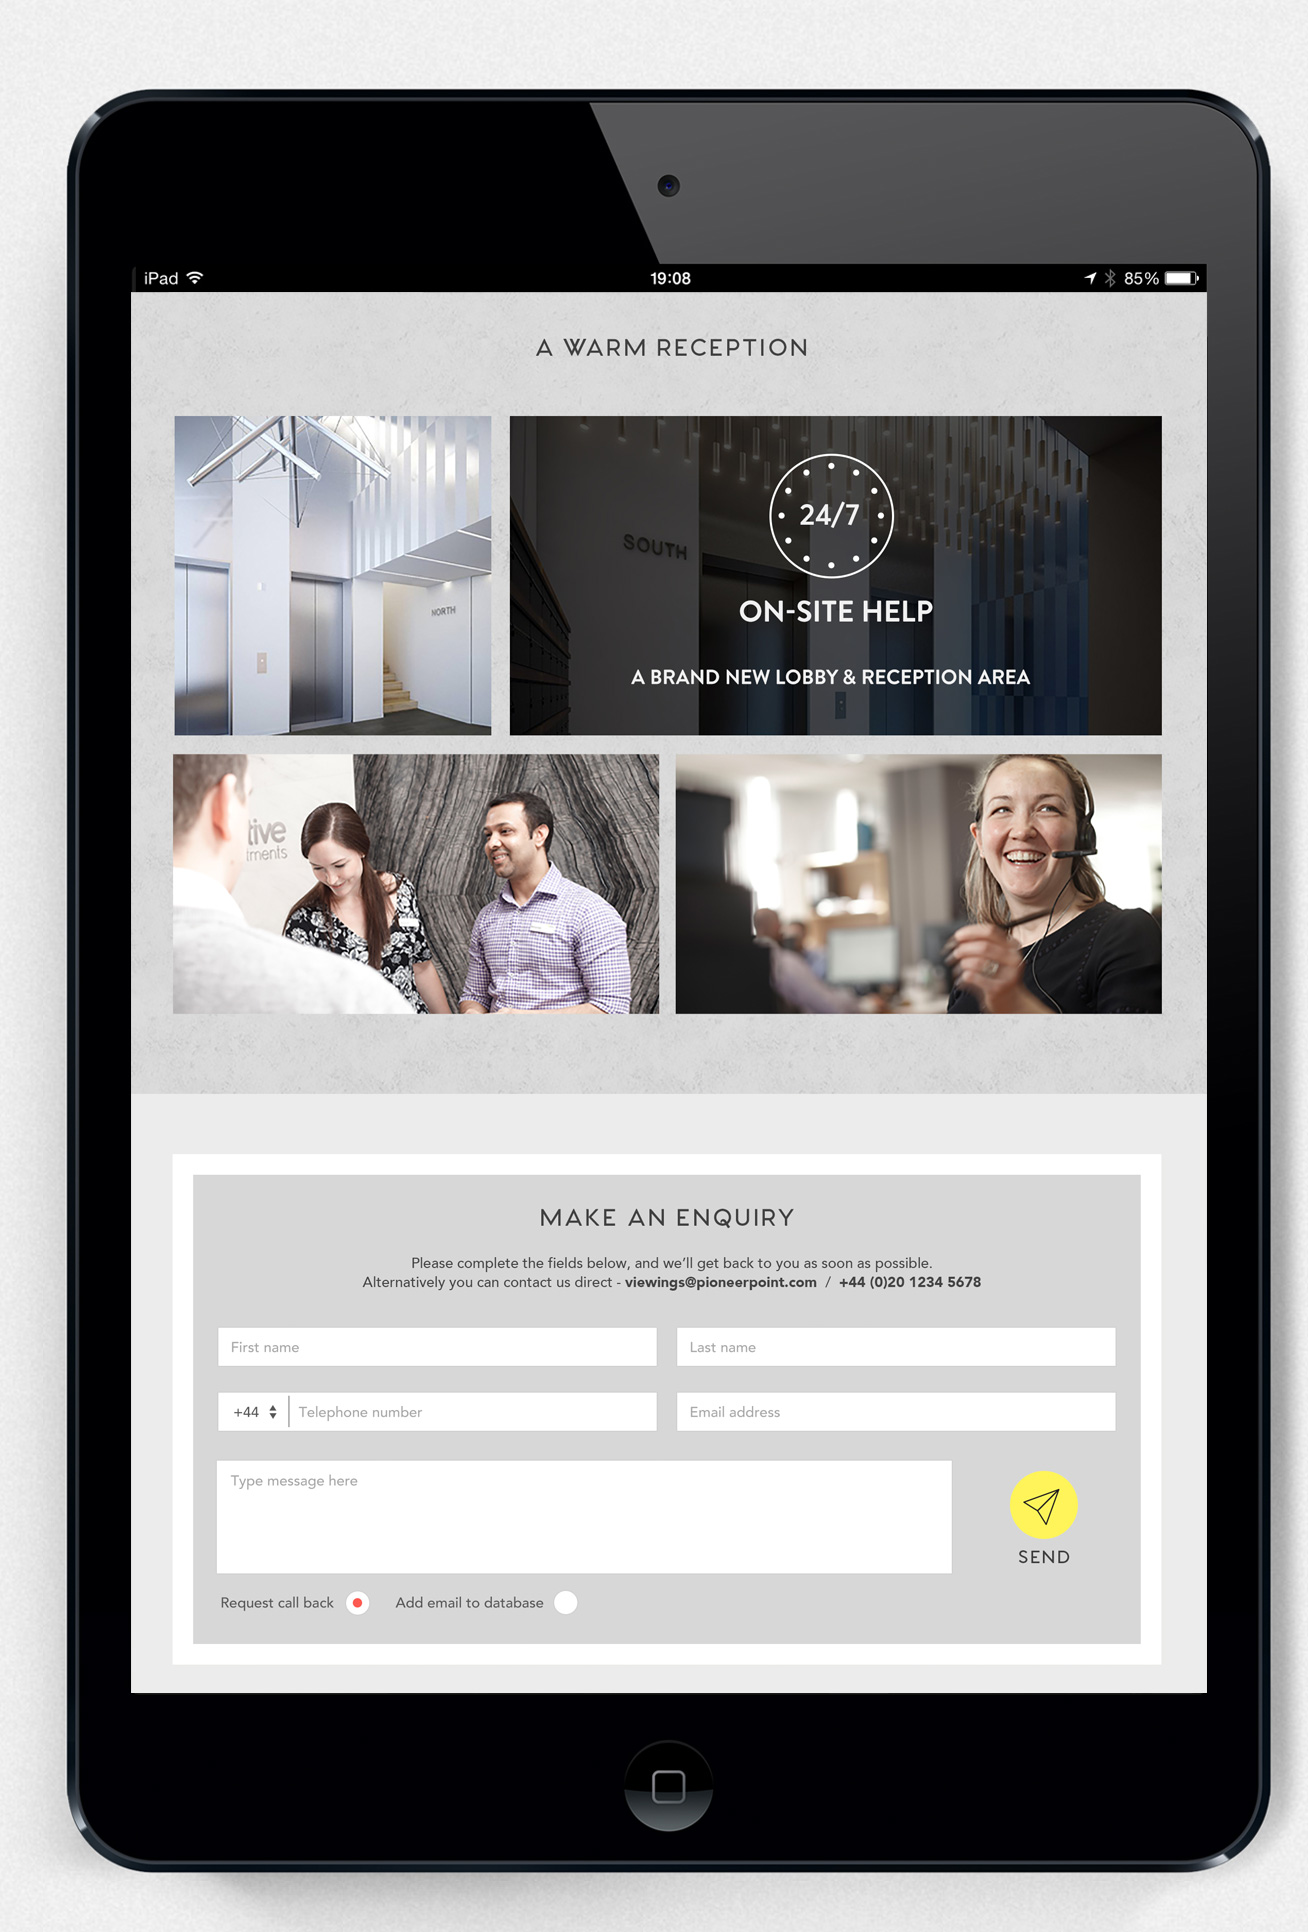 iPad
19:08
85%
A WARM RECEPTION
NORTH
SOUTH
24/7
ON-SITE HELP
A BRAND NEW LOBBY & RECEPTION AREA
tive
tments
MAKE AN ENQUIRY
Please complete the fields below, and we'll get back to you as soon as possible.
Alternatively you can contact us direct - viewings@pioneerpoint.com / +44 (0)20 1234 5678
First name
Last name
+44
Telephone number
Email address
Type message here
SEND
Request call back
Add email to database